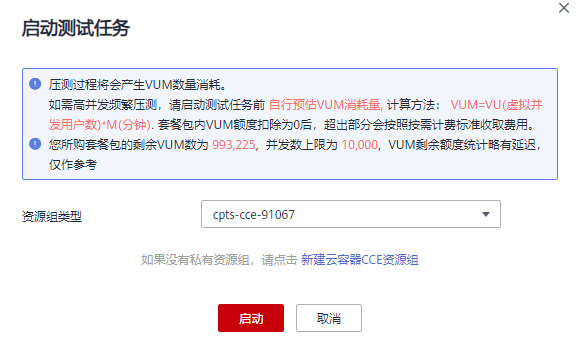 启动测试任务
压测过程将会产生VUM数量消耗。
如需高并发频繁压测，请启动测试任务前 自行预估VUM消耗量, 计算方法： VUM=VU(虚拟并
发用户数)*M(分钟). 套餐包内VUM额度扣除为0后，超出部分会按照按需计费标准收取费用。
您所购套餐包的剩余VUM数为 993,225，并发数上限为 10,000，VUM剩余额度统计略有延迟，
仅作参考
资源组类型
cpts-cce-91067
如果没有私有资源组，请点击 新建云容器CCE资源组
启动
取消